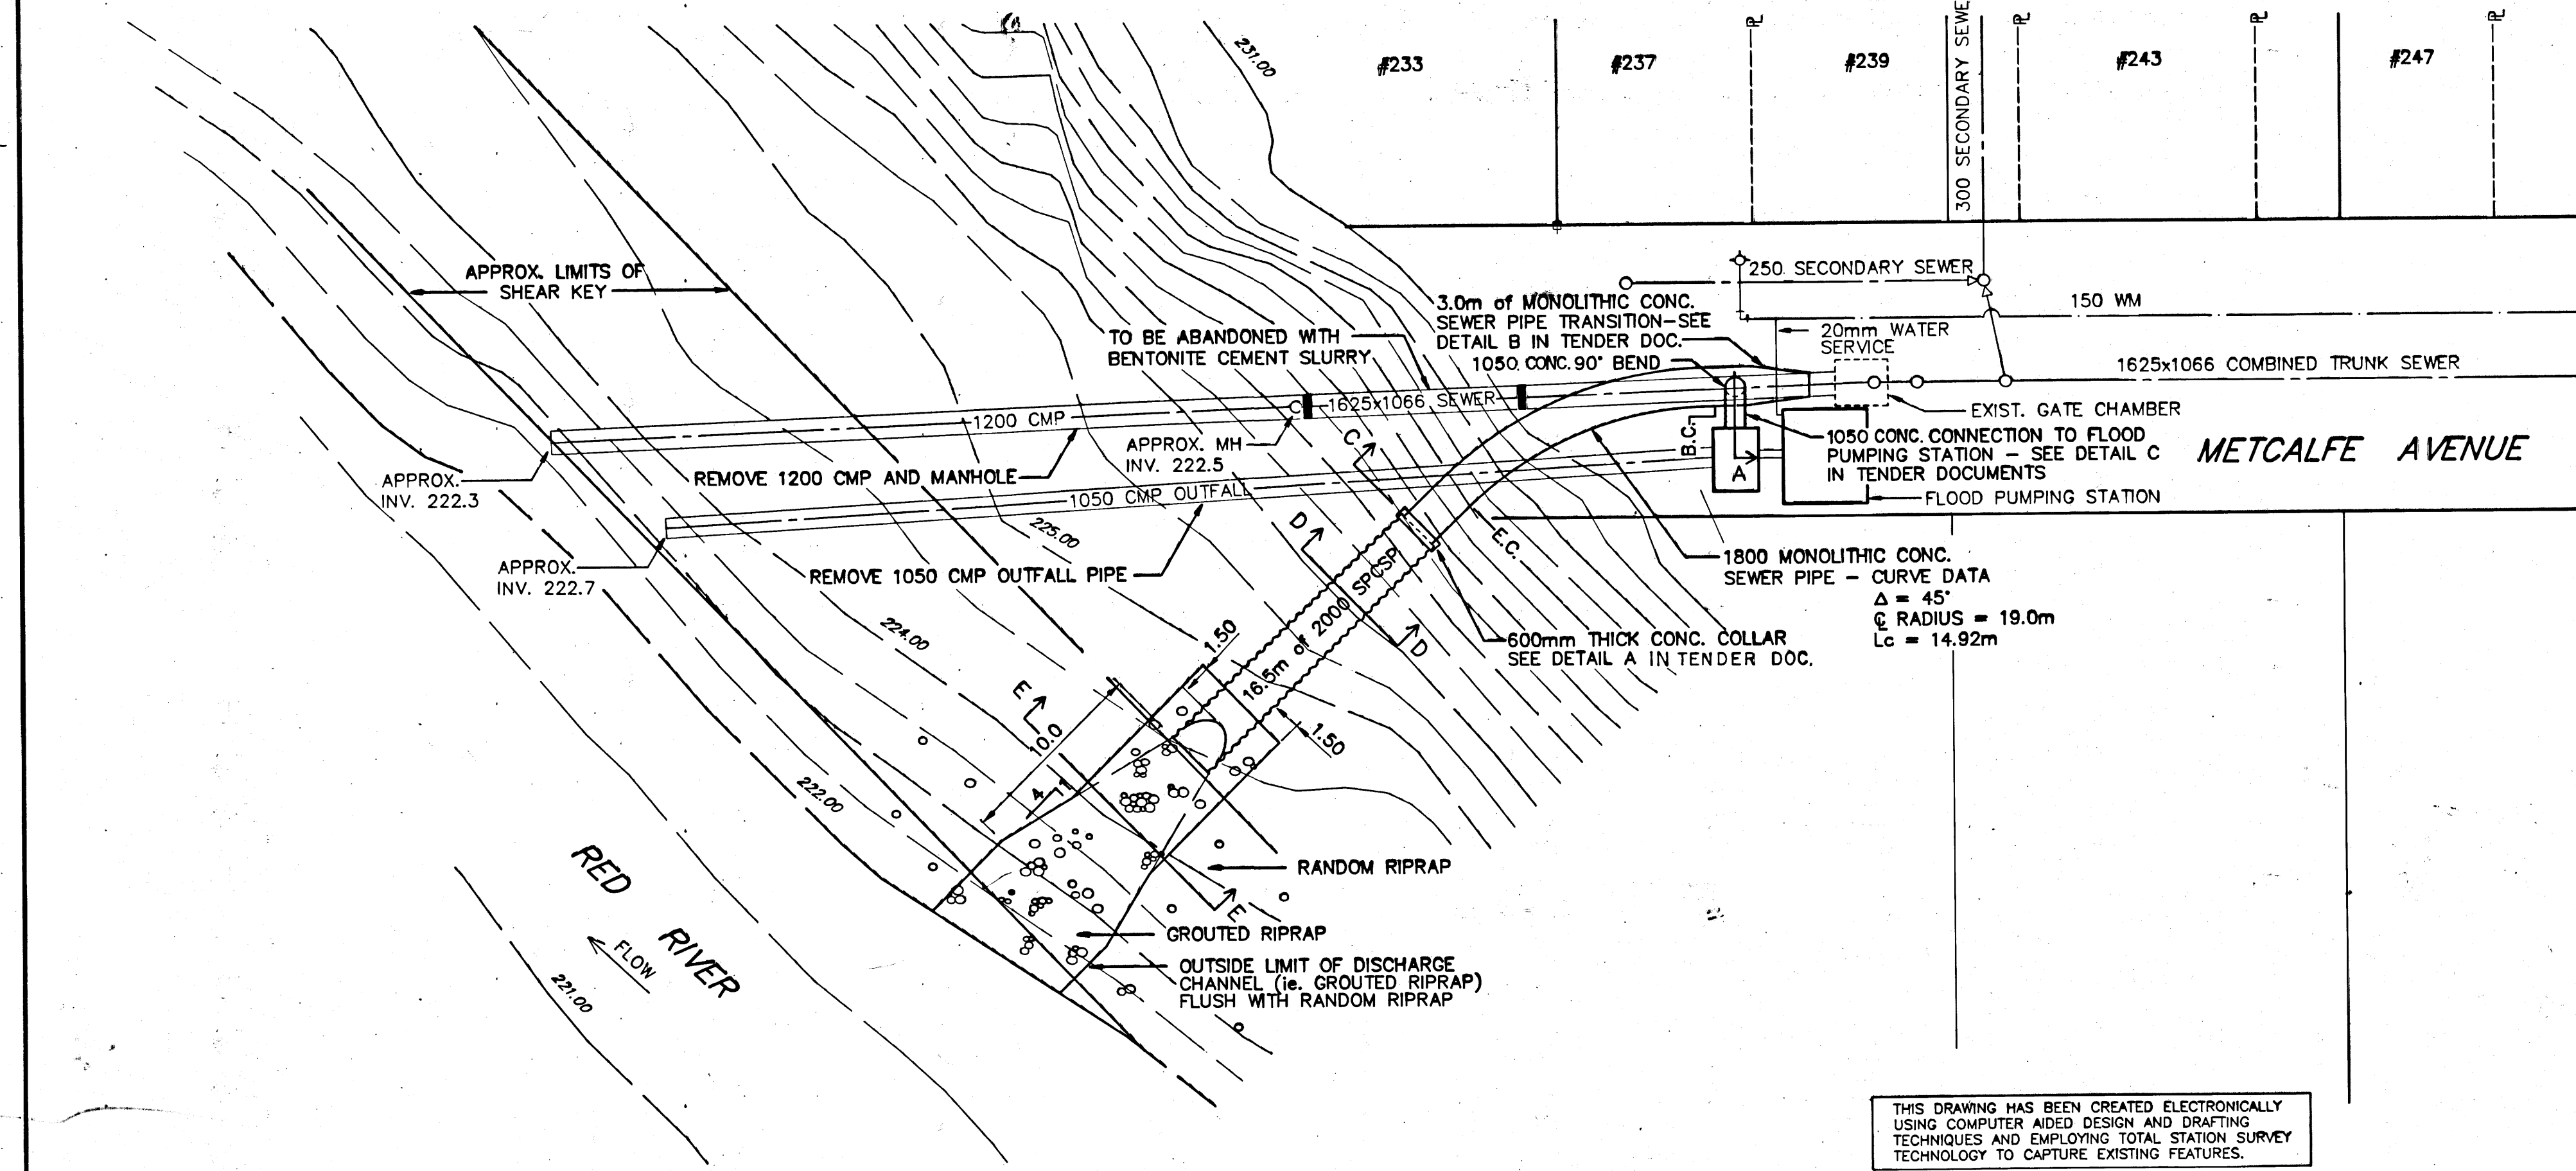 #233
#237
#239
#243
#247
PL
PL
PL
PL
231.00
300 SECONDARY SEWE
APPROX. LIMITS OF
SHEAR KEY
250 SECONDARY SEWER
150 WM
3.0m of MONOLITHIC CONC.
SEWER PIPE TRANSITION-SEE
DETAIL B IN TENDER DOC.
20mm WATER
SERVICE
TO BE ABANDONED WITH
BENTONITE CEMENT SLURRY
1050 CONC. 90° BEND
1625x1066 COMBINED TRUNK SEWER
1625x1066 SEWER
1200 CMP
EXIST. GATE CHAMBER
APPROX. MH
INV. 222.5
C
B.C.
A
1050 CONC. CONNECTION TO FLOOD
PUMPING STATION - SEE DETAIL C
IN TENDER DOCUMENTS
METCALFE AVENUE
FLOOD PUMPING STATION
APPROX.
INV. 222.3
REMOVE 1200 CMP AND MANHOLE
1050 CMP OUTFALL
225.00
D
E.C.
APPROX.
INV. 222.7
REMOVE 1050 CMP OUTFALL PIPE
1800 MONOLITHIC CONC.
SEWER PIPE - CURVE DATA
Δ = 45°
℄ RADIUS = 19.0m
Lc = 14.92m
224.00
1.50
16.5m of 2000 SPCSP
D
600mm THICK CONC. COLLAR
SEE DETAIL A IN TENDER DOC.
E
10.0
1.50
4
1
222.00
RANDOM RIPRAP
E
GROUTED RIPRAP
OUTSIDE LIMIT OF DISCHARGE
CHANNEL (ie. GROUTED RIPRAP)
FLUSH WITH RANDOM RIPRAP
RED RIVER
FLOW
221.00
THIS DRAWING HAS BEEN CREATED ELECTRONICALLY
USING COMPUTER AIDED DESIGN AND DRAFTING
TECHNIQUES AND EMPLOYING TOTAL STATION SURVEY
TECHNOLOGY TO CAPTURE EXISTING FEATURES.